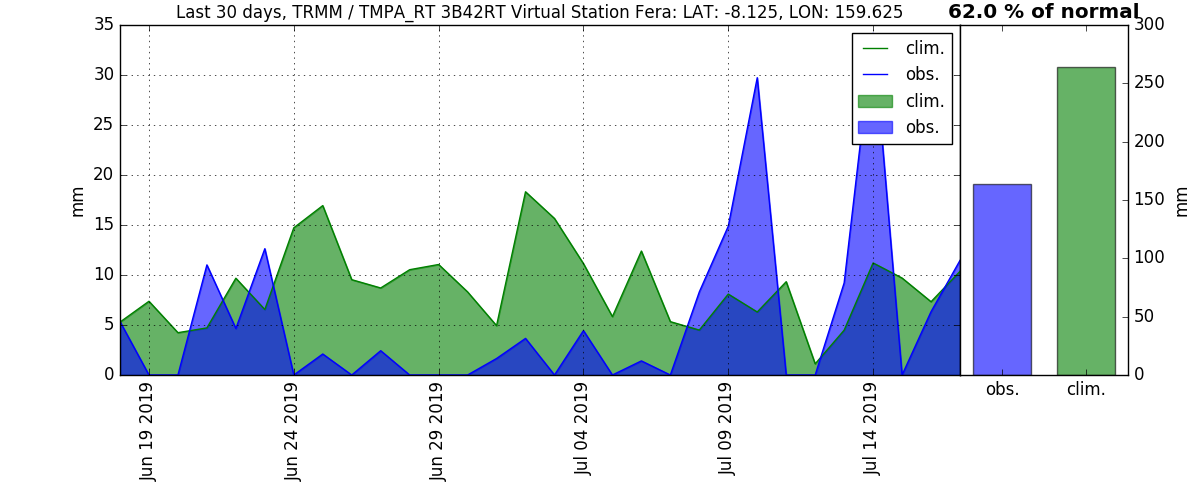 Last 30 days, TRMM / TMPA_RT 3B42RT Virtual Station Fera: LAT: -8.125, LON: 159.625
62.0 % of normal
35
30
25
20
15
10
5
0
mm
clim.
obs.
clim.
obs.
300
250
200
150
100
50
0
mm
Jun 19 2019
Jun 24 2019
Jun 29 2019
Jul 04 2019
Jul 09 2019
Jul 14 2019
obs.
clim.